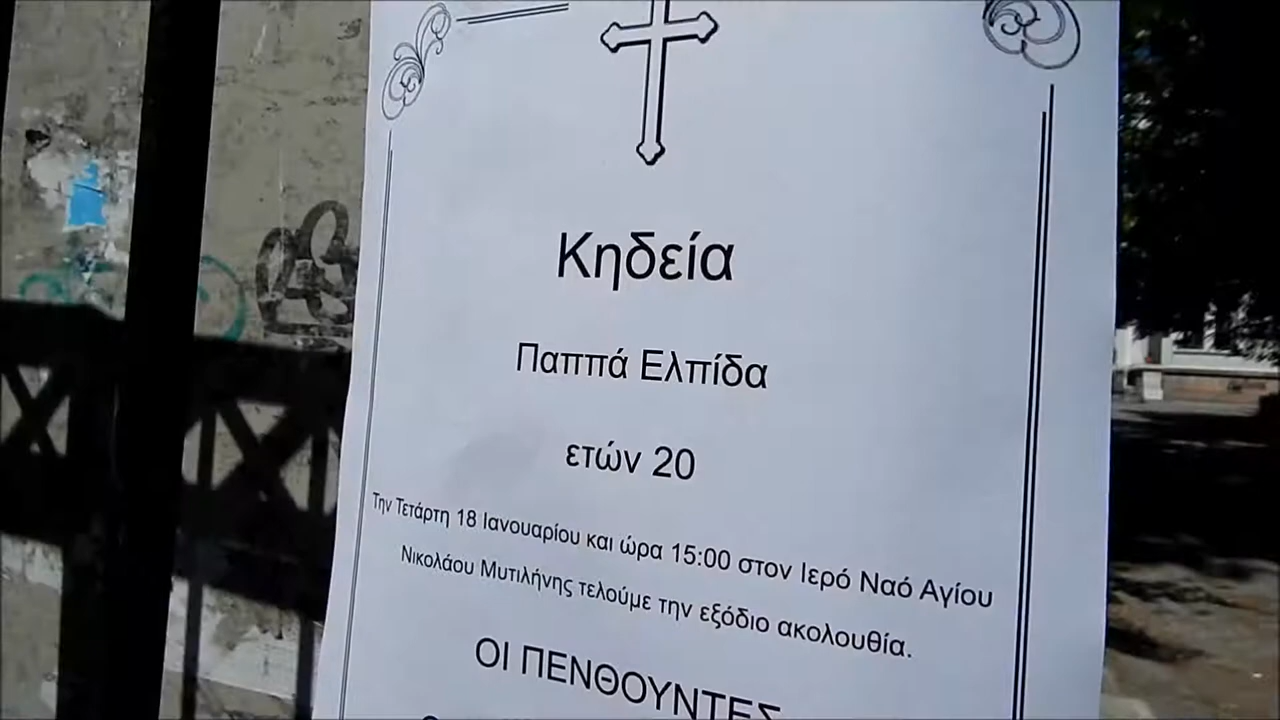 Κηδεία
Παππά Ελπίδα
ετών 20
Την Τετάρτη 18 Ιανουαρίου και ώρα 15:00 στον Ιερό Ναό Αγίου
Νικολάου Μυτιλήνης τελούμε την εξόδιο ακολουθία.
ΟΙ ΠΕΝΘΟΥΝΤΕΣ